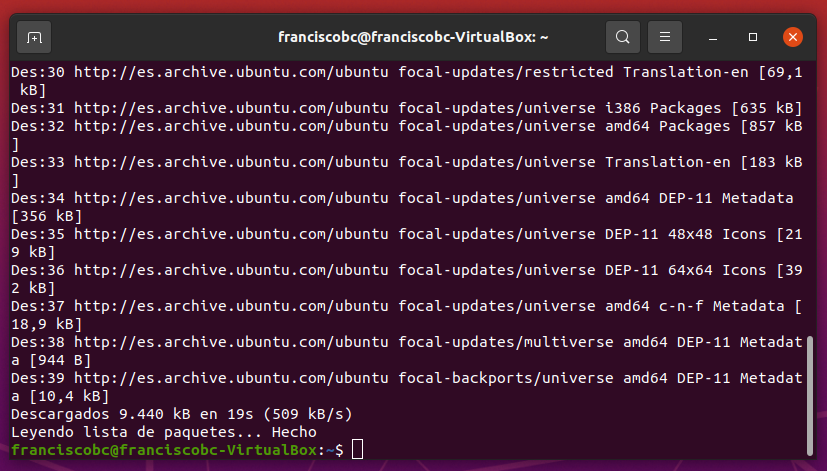 franciscobc@franciscobc-VirtualBox: ~
Des:30 http://es.archive.ubuntu.com/ubuntu focal-updates/restricted Translation-en [69,1
 kB]
Des:31 http://es.archive.ubuntu.com/ubuntu focal-updates/universe i386 Packages [635 kB]
Des:32 http://es.archive.ubuntu.com/ubuntu focal-updates/universe amd64 Packages [857 kB
]
Des:33 http://es.archive.ubuntu.com/ubuntu focal-updates/universe Translation-en [183 kB
]
Des:34 http://es.archive.ubuntu.com/ubuntu focal-updates/universe amd64 DEP-11 Metadata
[356 kB]
Des:35 http://es.archive.ubuntu.com/ubuntu focal-updates/universe DEP-11 48x48 Icons [21
9 kB]
Des:36 http://es.archive.ubuntu.com/ubuntu focal-updates/universe DEP-11 64x64 Icons [39
2 kB]
Des:37 http://es.archive.ubuntu.com/ubuntu focal-updates/universe amd64 c-n-f Metadata [
18,9 kB]
Des:38 http://es.archive.ubuntu.com/ubuntu focal-updates/multiverse amd64 DEP-11 Metadat
a [944 B]
Des:39 http://es.archive.ubuntu.com/ubuntu focal-backports/universe amd64 DEP-11 Metadat
a [10,4 kB]
Descargados 9.440 kB en 19s (509 kB/s)
Leyendo lista de paquetes... Hecho
franciscobc@franciscobc-VirtualBox:~$